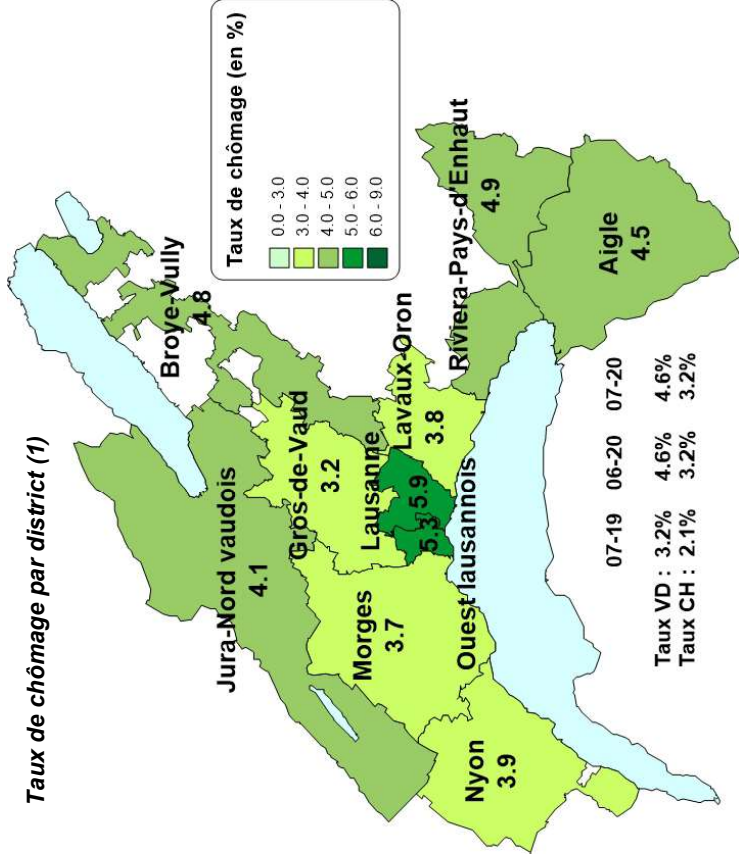 Taux de chômage par district (1)
Taux de chômage (en %)
0.0 - 3.0
3.0 - 4.0
4.0 - 5.0
5.0 - 6.0
6.0 - 9.0
Broye-Vully
4.8
Jura-Nord vaudois
4.1
Gros-de-Vaud
3.2
Lausanne
5.9
5.3
Ouest lausannois
Lavaux-Oron
3.8
Riviera-Pays-d'Enhaut
4.9
Aigle
4.5
Morges
3.7
Nyon
3.9
07-19 06-20 07-20
Taux VD : 3.2% 4.6% 4.6%
Taux CH : 2.1% 3.2% 3.2%